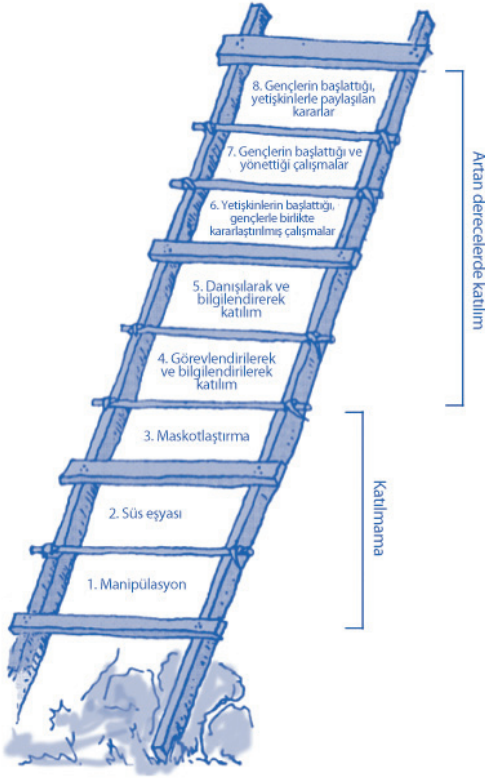 8. Gençlerin başlattığı,
yetişkinlerle paylaşılan
kararlar
7. Gençlerin başlattığı ve
yönettiği çalışmalar
6. Yetişkinlerin başlattığı,
gençlerle birlikte
kararlaştırılmış çalışmalar
5. Danışılarak ve
bilgilendirerek
katılım
4. Görevlendirilerek
ve bilgilendirilerek
katılım
3. Maskotlaştırma
2. Süs eşyası
1. Manipülasyon
Artan derecelerde katılım
Katılmama